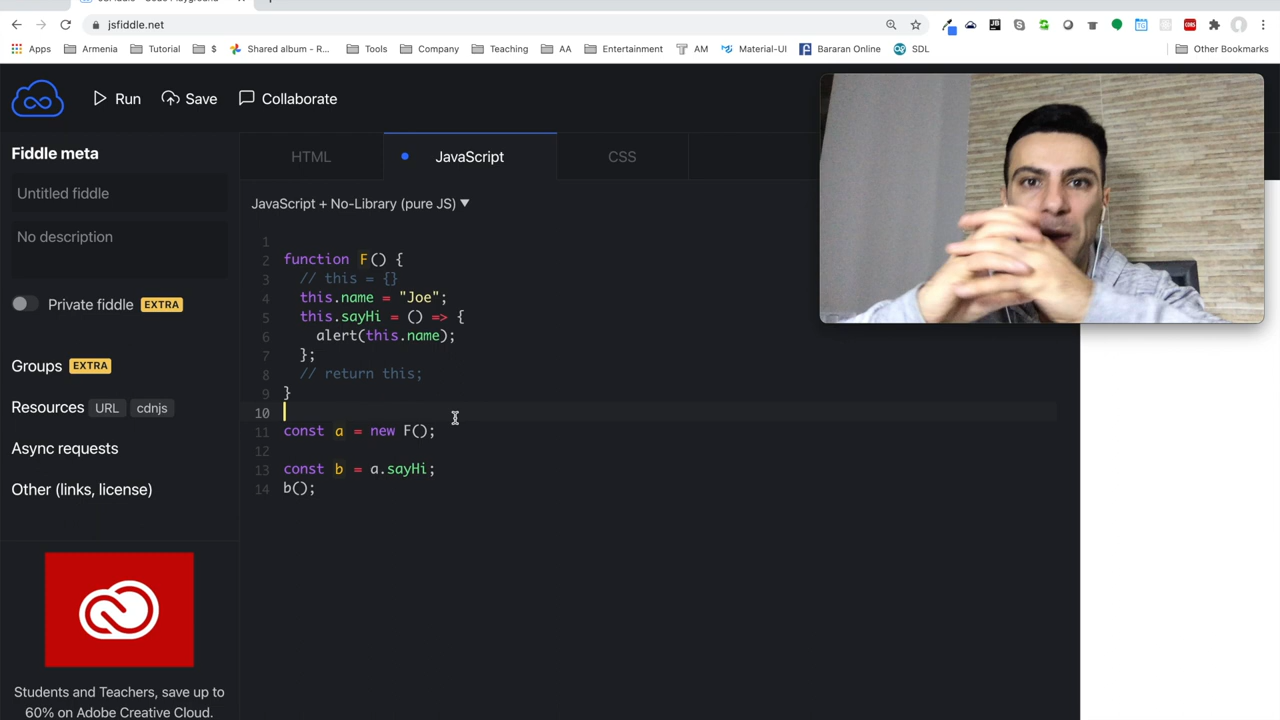 jsfiddle.net
Apps Armenia Tutorial $ Shared album - R... Tools Company Teaching AA Entertainment AM Material-UI Bararan Online SDL Other Bookmarks
Run Save Collaborate
Fiddle meta
Untitled fiddle
No description
Private fiddle EXTRA
Groups EXTRA
Resources URL cdnjs
Async requests
Other (links, license)
Students and Teachers, save up to
60% on Adobe Creative Cloud.
HTML JavaScript CSS
JavaScript + No-Library (pure JS) ▼
1
2 function F() {
3 // this = {}
4 this.name = "Joe";
5 this.sayHi = () => {
6 alert(this.name);
7 };
8 // return this;
9 }
10
11 const a = new F();
12
13 const b = a.sayHi;
14 b();